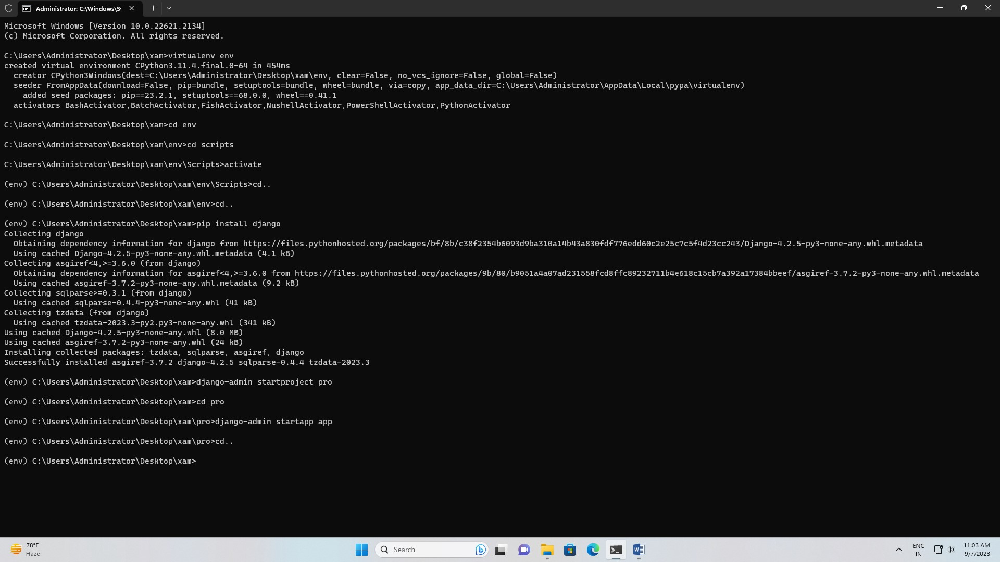 Administrator: C:\Windows\Sy
Microsoft Windows [Version 10.0.22621.2134]
(c) Microsoft Corporation. All rights reserved.
C:\Users\Administrator\Desktop\xam>virtualenv env
created virtual environment CPython3.11.4.final.0-64 in 454ms
creator CPython3Windows(dest=C:\Users\Administrator\Desktop\xam\env, clear=False, no_vcs_ignore=False, global=False)
seeder FromAppData(download=False, pip=bundle, setuptools=bundle, wheel=bundle, via=copy, app_data_dir=C:\Users\Administrator\AppData\Local\pypa\virtualenv)
added seed packages: pip==23.2.1, setuptools==68.0.0, wheel==0.41.1
activators BashActivator,BatchActivator,FishActivator,NushellActivator,PowerShellActivator,PythonActivator
C:\Users\Administrator\Desktop\xam>cd env
C:\Users\Administrator\Desktop\xam\env>cd scripts
C:\Users\Administrator\Desktop\xam\env\Scripts>activate
(env) C:\Users\Administrator\Desktop\xam\env\Scripts>cd..
(env) C:\Users\Administrator\Desktop\xam\env>cd..
(env) C:\Users\Administrator\Desktop\xam>pip install django
Collecting django
Obtaining dependency information for django from https://files.pythonhosted.org/packages/bf/8b/c38f2354b6093d9ba310a14b43a830fdf776edd60c2e25c7c5f4d23cc243/Django-4.2.5-py3-none-any.whl.metadata
Using cached Django-4.2.5-py3-none-any.whl.metadata (4.1 kB)
Collecting asgiref<4,>=3.6.0 (from django)
Obtaining dependency information for asgiref<4,>=3.6.0 from https://files.pythonhosted.org/packages/9b/80/b9051a4a07ad231558fcd8ffc89232711b4e618c15cb7a392a17384bbeef/asgiref-3.7.2-py3-none-any.whl.metadata
Using cached asgiref-3.7.2-py3-none-any.whl.metadata (9.2 kB)
Collecting sqlparse>=0.3.1 (from django)
Using cached sqlparse-0.4.4-py3-none-any.whl (41 kB)
Collecting tzdata (from django)
Using cached tzdata-2023.3-py2.py3-none-any.whl (341 kB)
Using cached Django-4.2.5-py3-none-any.whl (8.0 MB)
Using cached asgiref-3.7.2-py3-none-any.whl (24 kB)
Installing collected packages: tzdata, sqlparse, asgiref, django
Successfully installed asgiref-3.7.2 django-4.2.5 sqlparse-0.4.4 tzdata-2023.3
(env) C:\Users\Administrator\Desktop\xam>django-admin startproject pro
(env) C:\Users\Administrator\Desktop\xam>cd pro
(env) C:\Users\Administrator\Desktop\xam\pro>django-admin startapp app
(env) C:\Users\Administrator\Desktop\xam\pro>cd..
(env) C:\Users\Administrator\Desktop\xam>
78°F
Haze
Search
ENG
IN
11:03 AM
9/7/2023